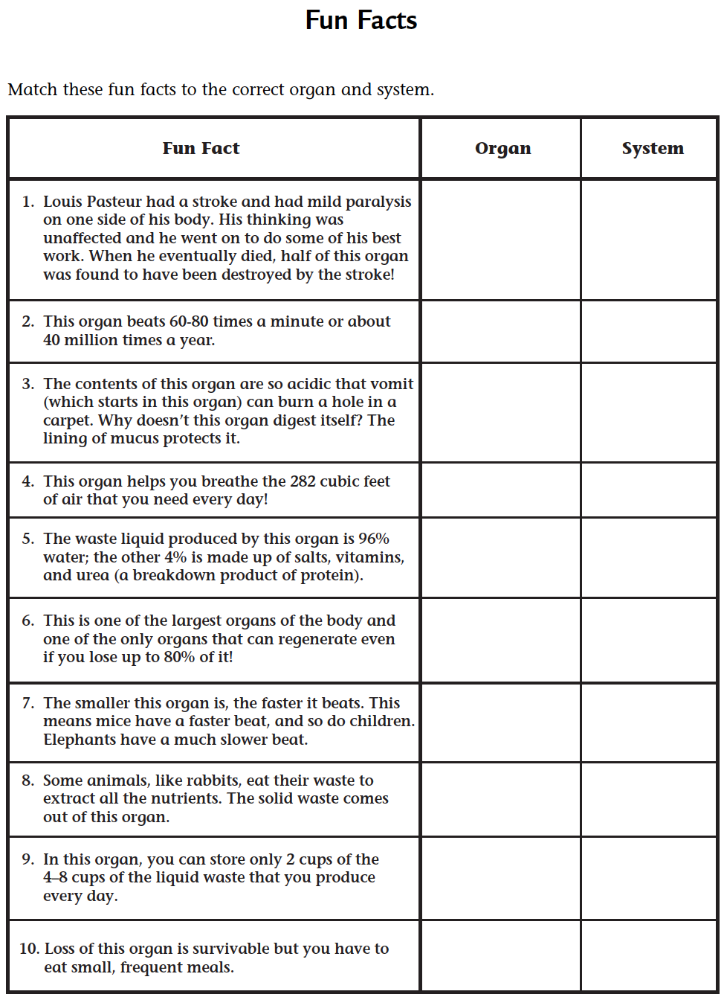 Fun Facts
Match these fun facts to the correct organ and system.
Fun Fact
Organ
System
1. Louis Pasteur had a stroke and had mild paralysis
on one side of his body. His thinking was
unaffected and he went on to do some of his best
work. When he eventually died, half of this organ
was found to have been destroyed by the stroke!
2. This organ beats 60-80 times a minute or about
40 million times a year.
3. The contents of this organ are so acidic that vomit
(which starts in this organ) can burn a hole in a
carpet. Why doesn’t this organ digest itself? The
lining of mucus protects it.
4. This organ helps you breathe the 282 cubic feet
of air that you need every day!
5. The waste liquid produced by this organ is 96%
water; the other 4% is made up of salts, vitamins,
and urea (a breakdown product of protein).
6. This is one of the largest organs of the body and
one of the only organs that can regenerate even
if you lose up to 80% of it!
7. The smaller this organ is, the faster it beats. This
means mice have a faster beat, and so do children.
Elephants have a much slower beat.
8. Some animals, like rabbits, eat their waste to
extract all the nutrients. The solid waste comes
out of this organ.
9. In this organ, you can store only 2 cups of the
4–8 cups of the liquid waste that you produce
every day.
10. Loss of this organ is survivable but you have to
eat small, frequent meals.